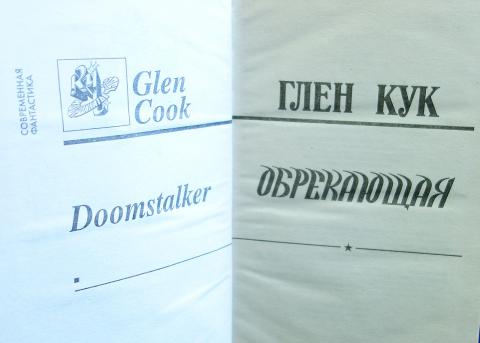 СОВРЕМЕННАЯ
ФАНТАСТИКА
Glen
Cook
Doomstalker
ГЛЕН КУК
ОБРЕКАЮЩАЯ